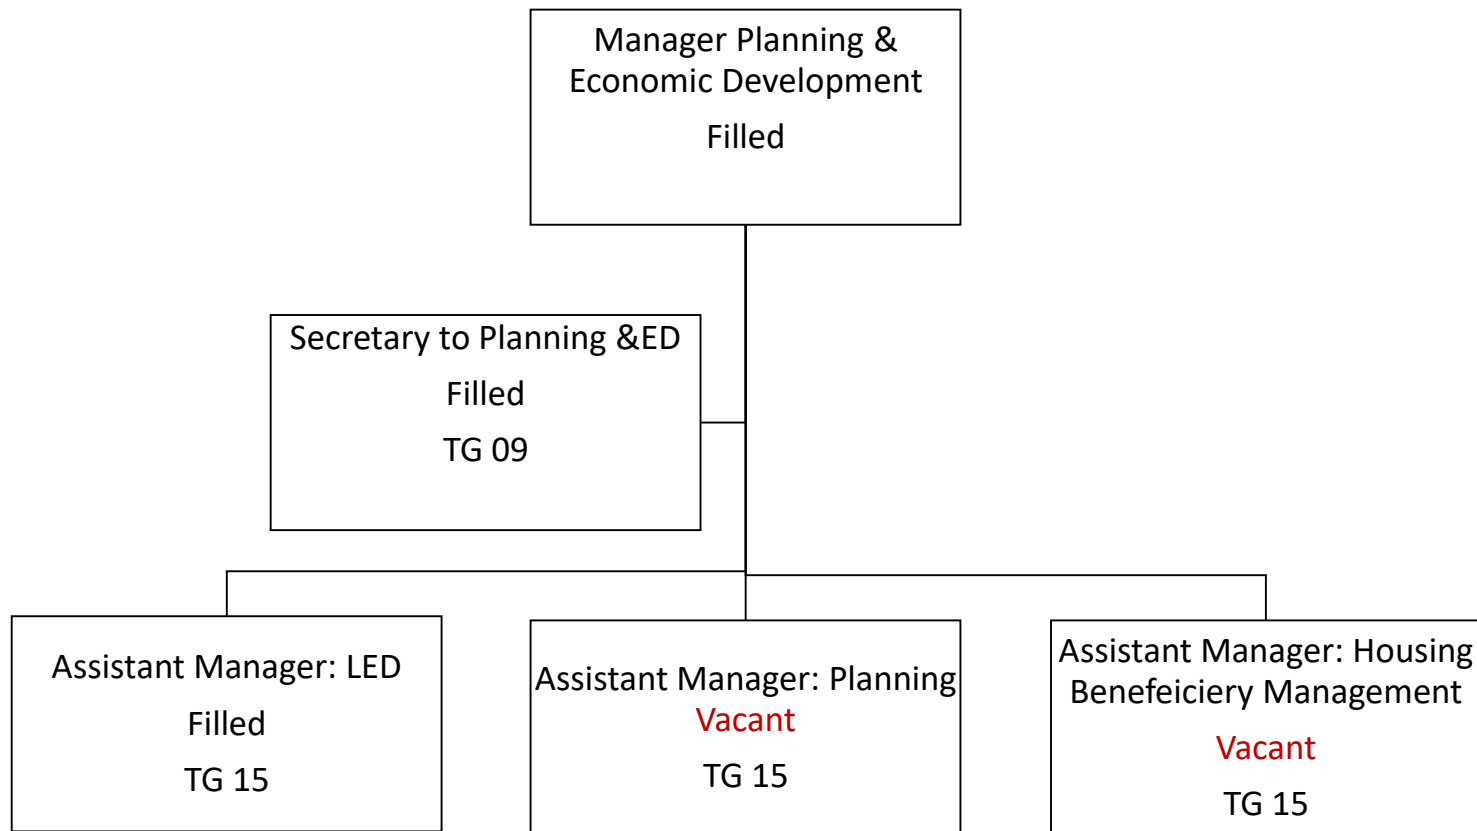 Manager Planning &
Economic Development
Filled
Secretary to Planning &ED
Filled
TG 09
Assistant Manager: LED
Filled
TG 15
Assistant Manager: Planning
Vacant
TG 15
Assistant Manager: Housing
Benefeiciery Management
Vacant
TG 15